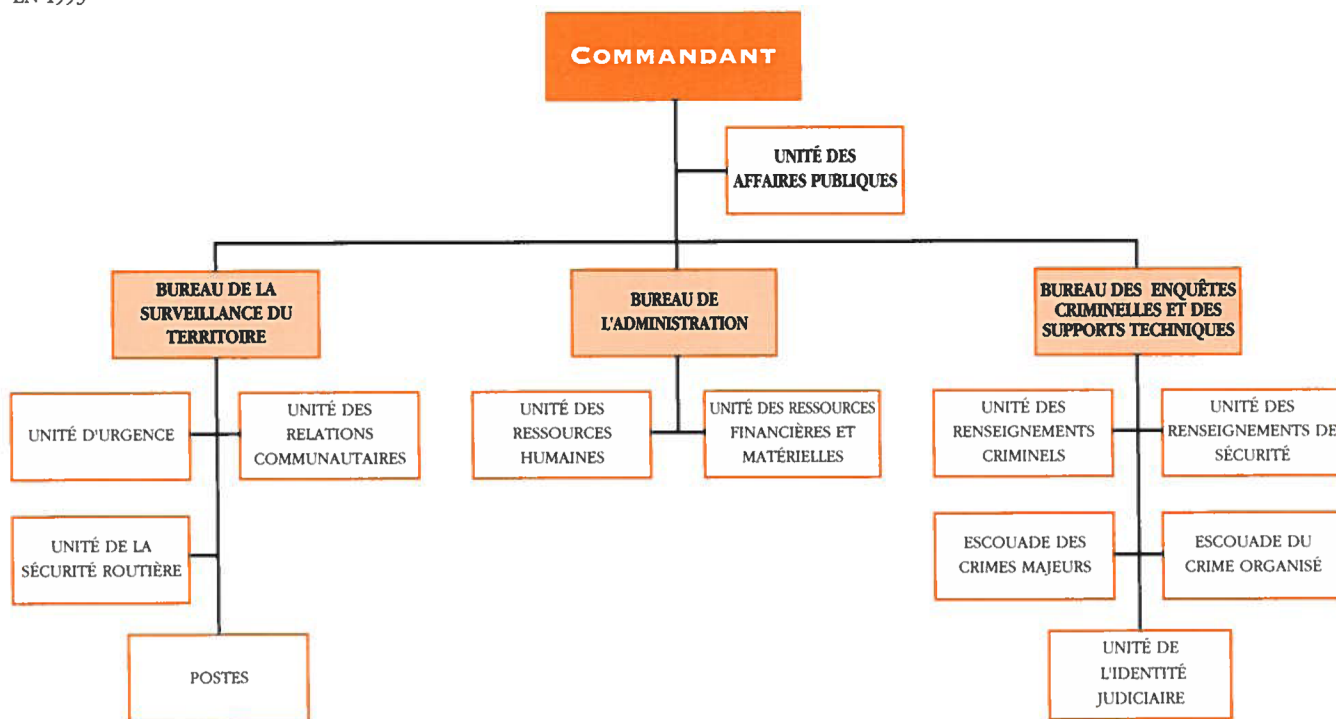 EN 1995
COMMANDANT
UNITÉ DES
AFFAIRES PUBLIQUES
BUREAU DE LA
SURVEILLANCE DU
TERRITOIRE
BUREAU DE
L'ADMINISTRATION
BUREAU DES ENQUÊTES
CRIMINELLES ET DES
SUPPORTS TECHNIQUES
UNITÉ D'URGENCE
UNITÉ DES
RELATIONS
COMMUNAUTAIRES
UNITÉ DES
RESSOURCES
HUMAINES
UNITÉ DES RESSOURCES
FINANCIÈRES ET
MATÉRIELLES
UNITÉ DES
RENSEIGNEMENTS
CRIMINELS
UNITÉ DES
RENSEIGNEMENTS DE
SÉCURITÉ
UNITÉ DE LA
SÉCURITÉ ROUTIÈRE
ESCOUADE DES
CRIMES MAJEURS
ESCOUADE DU
CRIME ORGANISÉ
POSTES
UNITÉ DE
L'IDENTITÉ
JUDICIAIRE